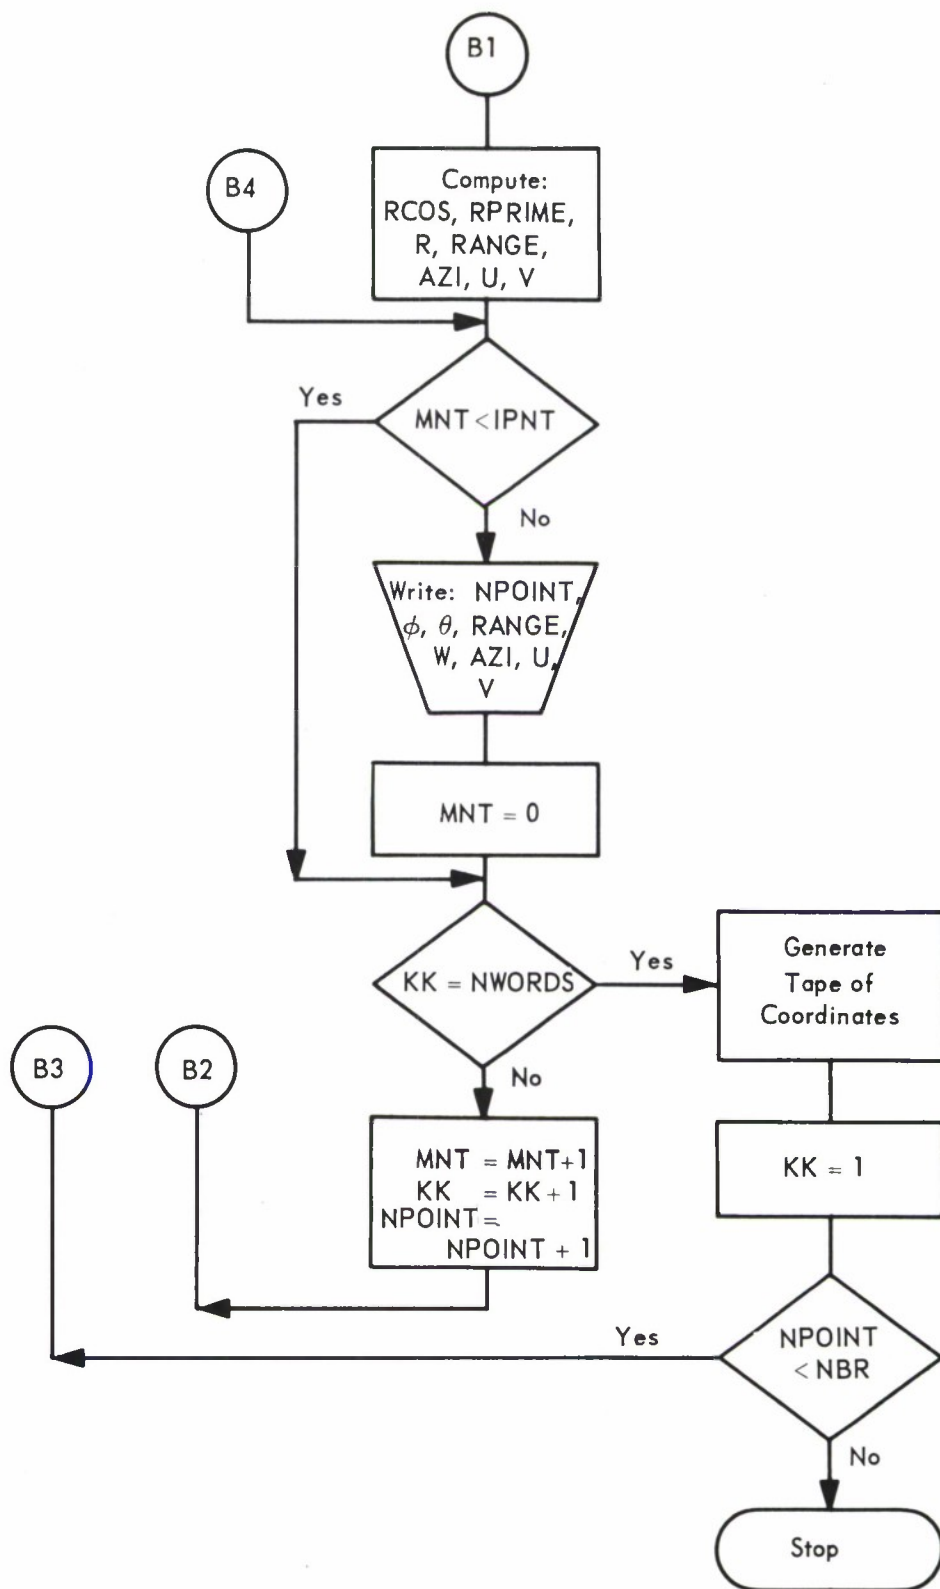 B1
B4
Compute:
RCOS, RPRIME,
R, RANGE,
AZI, U, V
Yes
MNT < IPNT
No
Write: NPOINT,
ϕ, θ, RANGE,
W, AZI, U,
V
MNT = 0
KK = NWORDS
Yes
Generate
Tape of
Coordinates
B3
B2
No
MNT = MNT+1
KK = KK + 1
NPOINT =
NPOINT + 1
KK = 1
Yes
NPOINT
< NBR
No
Stop